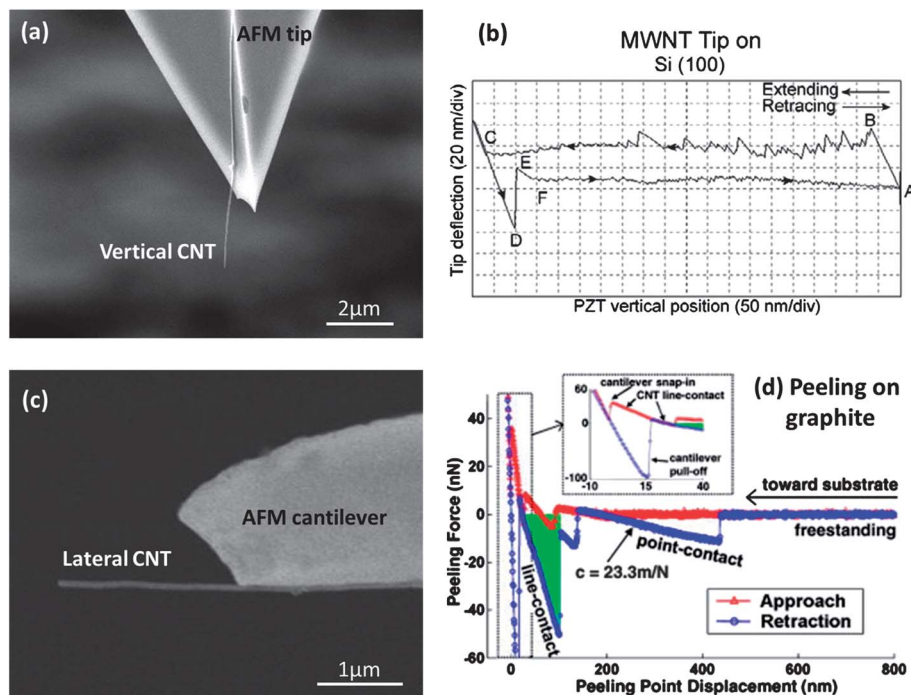 (a)
AFM tip
Vertical CNT
2μm
(b)
MWNT Tip on
Si (100)
Extending
Retracing
Tip deflection (20 nm/div)
C
E
F
D
B
A
PZT vertical position (50 nm/div)
(c)
AFM cantilever
Lateral CNT
1μm
(d) Peeling on
graphite
Peeling Force (nN)
40
20
0
-20
-40
-60
cantilever snap-in
CNT line-contact
60
0
-100
cantilever
pull-off
-10
15
40
toward substrate
freestanding
point-contact
c = 23.3m/N
line-contact
Approach
Retraction
0
200
400
600
800
Peeling Point Displacement (nm)